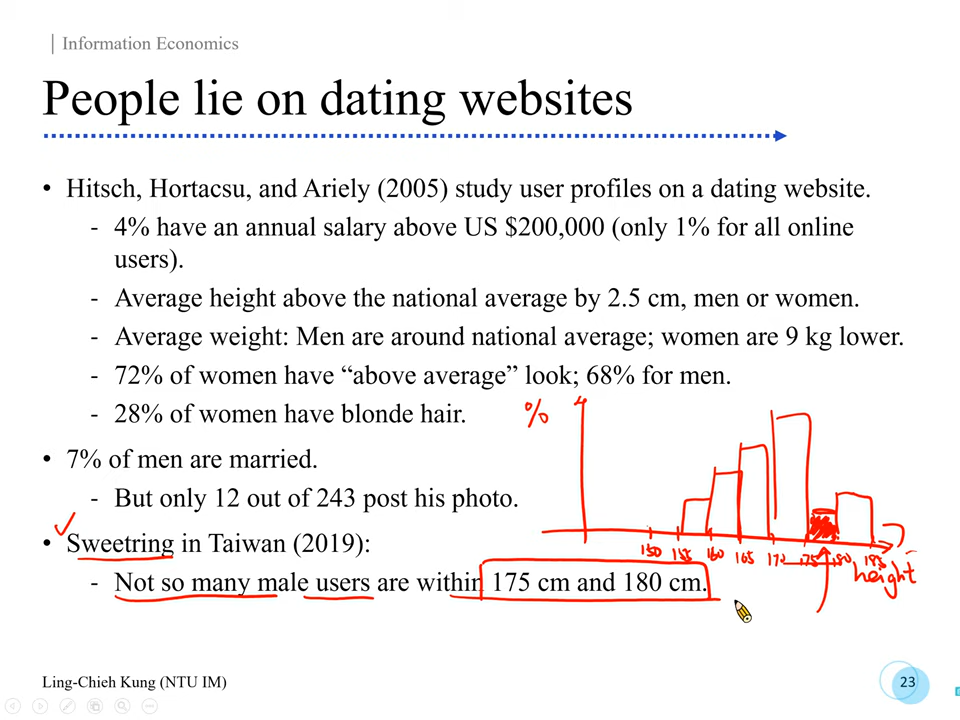 | Information Economics
People lie on dating websites
• Hitsch, Hortacsu, and Ariely (2005) study user profiles on a dating website.
- 4% have an annual salary above US $200,000 (only 1% for all online
users).
- Average height above the national average by 2.5 cm, men or women.
- Average weight: Men are around national average; women are 9 kg lower.
- 72% of women have “above average” look; 68% for men.
- 28% of women have blonde hair.
%
• 7% of men are married.
- But only 12 out of 243 post his photo.
• Sweetring in Taiwan (2019):
150 155 160 165 170 175 180 185
height
- Not so many male users are within 175 cm and 180 cm.
Ling-Chieh Kung (NTU IM)
23